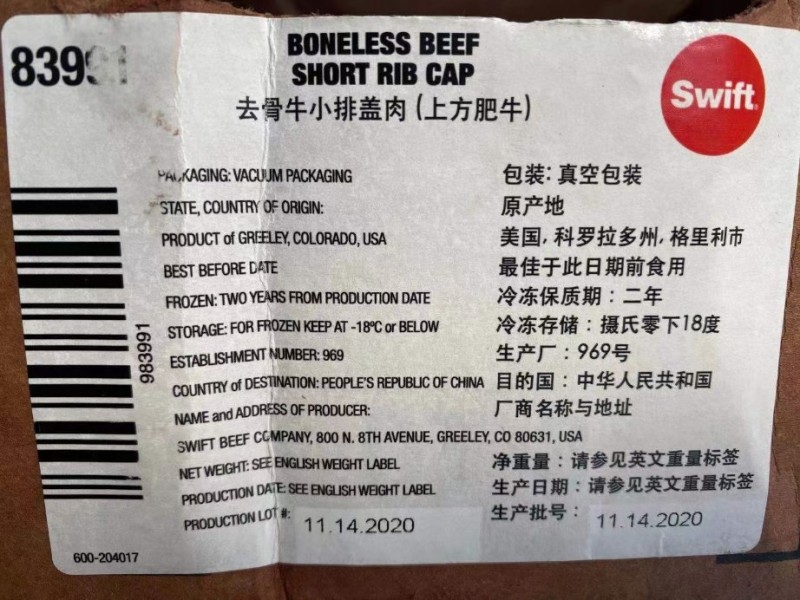 83991
BONELESS BEEF
SHORT RIB CAP
去骨牛小排盖肉 (上方肥牛)
Swift
PACKAGING: VACUUM PACKAGING
包装: 真空包装
STATE, COUNTRY OF ORIGIN:
原产地
PRODUCT of GREELEY, COLORADO, USA
美国, 科罗拉多州, 格里利市
BEST BEFORE DATE
最佳于此日期前食用
FROZEN: TWO YEARS FROM PRODUCTION DATE
冷冻保质期：二年
STORAGE: FOR FROZEN KEEP AT -18ºC or BELOW
冷冻存储：摄氏零下18度
ESTABLISHMENT NUMBER: 969
生产厂：969号
COUNTRY of DESTINATION: PEOPLE'S REPUBLIC OF CHINA
目的国：中华人民共和国
NAME and ADDRESS OF PRODUCER:
厂商名称与地址
SWIFT BEEF COMPANY, 800 N. 8TH AVENUE, GREELEY, CO 80631, USA
NET WEIGHT: SEE ENGLISH WEIGHT LABEL
净重量：请参见英文重量标签
PRODUCTION DATE: SEE ENGLISH WEIGHT LABEL
生产日期：请参见英文重量标签
PRODUCTION LOT #: 11.14.2020
生产批号： 11.14.2020
983991
600-204017